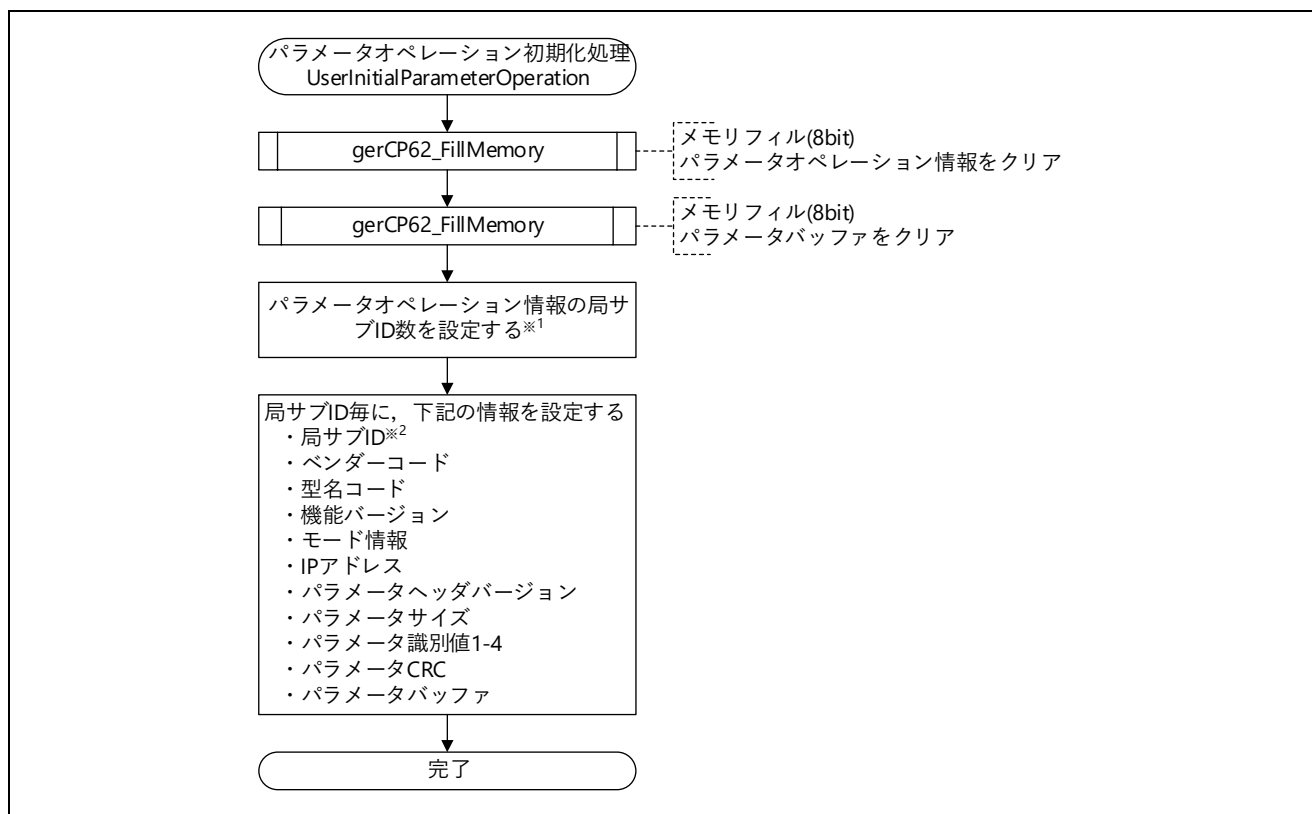 パラメータオペレーション初期化処理
UserInitialParameterOperation
gerCP62_FillMemory
メモリフィル(8bit)
パラメータオペレーション情報をクリア
gerCP62_FillMemory
メモリフィル(8bit)
パラメータバッファをクリア
パラメータオペレーション情報の局サ
ブID数を設定する※1
局サブID毎に，下記の情報を設定する
・局サブID※2
・ベンダーコード
・型名コード
・機能バージョン
・モード情報
・IPアドレス
・パラメータヘッダバージョン
・パラメータサイズ
・パラメータ識別値1-4
・パラメータCRC
・パラメータバッファ
完了